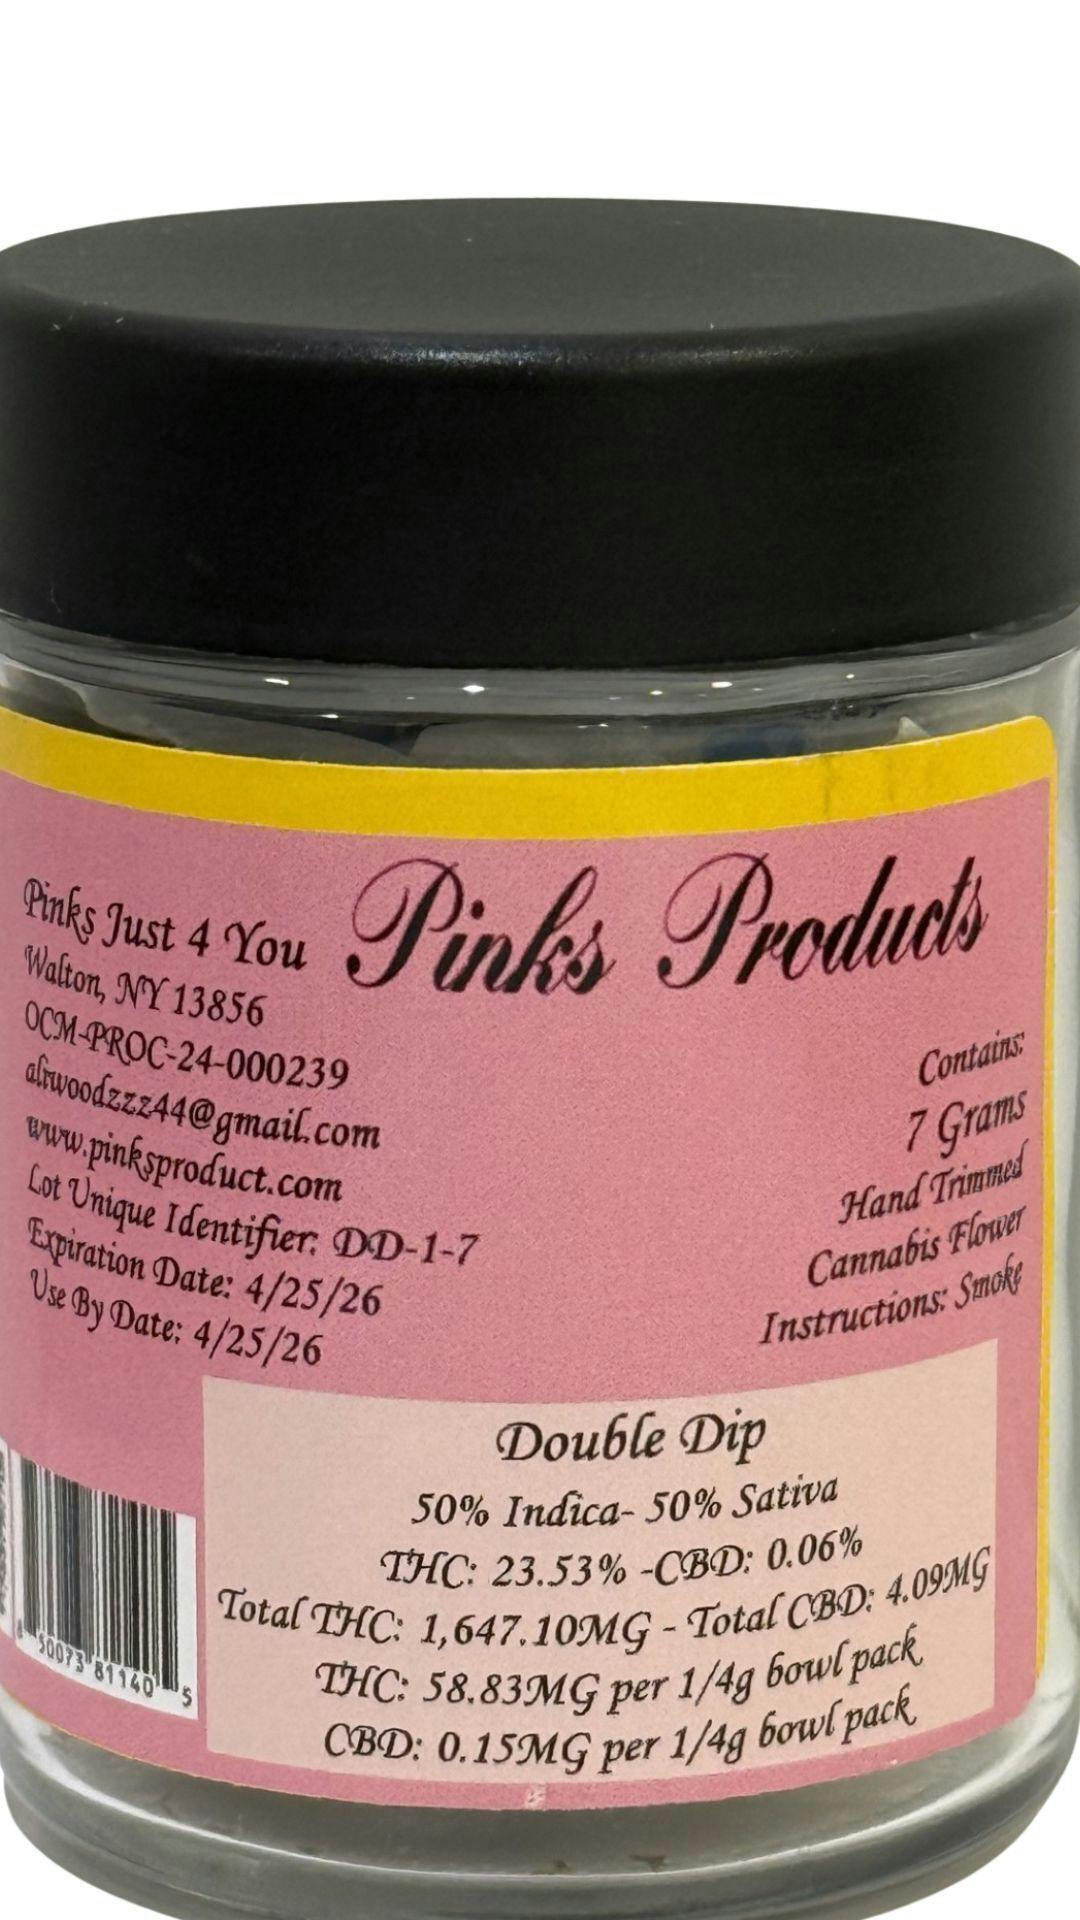 Pinks Products
Pinks Just 4 You
Walton, NY 13856
OCM-PROC-24-000239
alrwoodzzz44@gmail.com
www.pinksproduct.com
Lot Unique Identifier: DD-1-7
Expiration Date: 4/25/26
Use By Date: 4/25/26
Contains:
7 Grams
Hand Trimmed
Cannabis Flower
Instructions: Smoke
Double Dip
50% Indica- 50% Sativa
THC: 23.53% -CBD: 0.06%
Total THC: 1,647.10MG - Total CBD: 4.09MG
THC: 58.83MG per 1/4g bowl pack
CBD: 0.15MG per 1/4g bowl pack
8 50073 81140 5